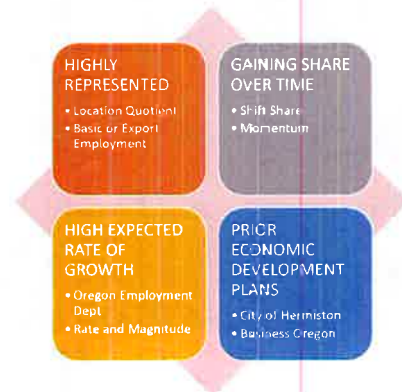 HIGHLY
REPRESENTED
• Location Quotient
• Basic or Export
Employment
GAINING SHARE
OVER TIME
• Shift Share
• Momentum
HIGH EXPECTED
RATE OF
GROWTH
• Oregon Employment
Dept
• Rate and Magnitude
PRIOR
ECONOMIC
DEVELOPMENT
PLANS
• City of Hermiston
• Business Oregon